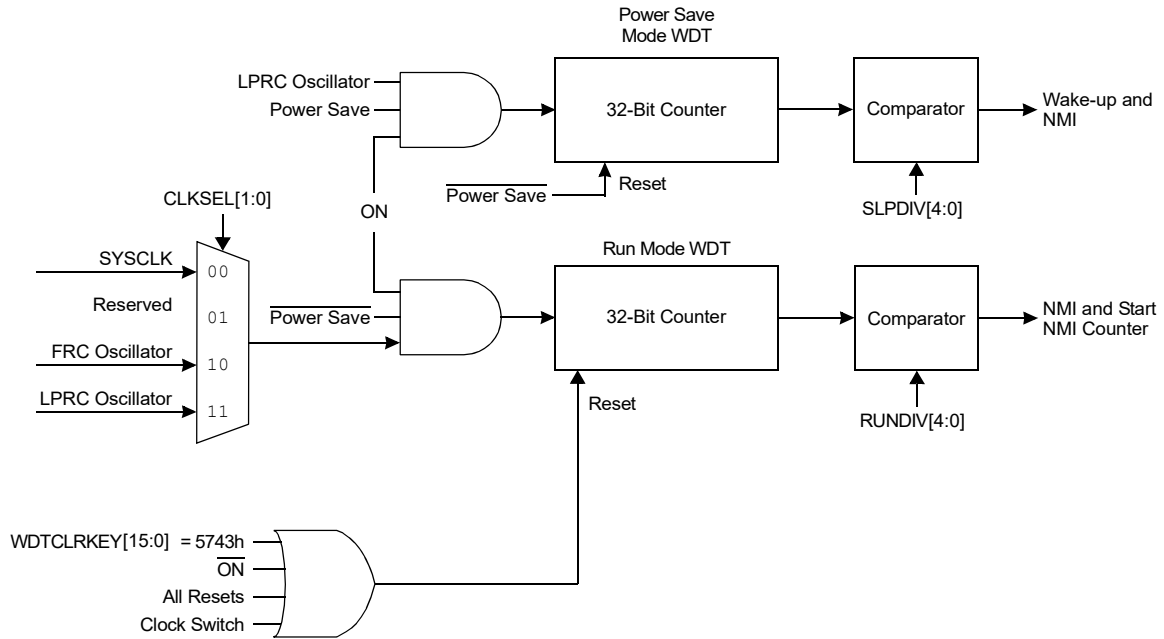 Power Save
Mode WDT
LPRC Oscillator
Power Save
32-Bit Counter
Comparator
Wake-up and
NMI
Power Save
Reset
SLPDIV[4:0]
CLKSEL[1:0]
ON
Run Mode WDT
SYSCLK
00
Reserved
01
Power Save
32-Bit Counter
Comparator
NMI and Start
NMI Counter
FRC Oscillator
10
LPRC Oscillator
11
Reset
RUNDIV[4:0]
WDTCLRKEY[15:0] = 5743h
ON
All Resets
Clock Switch